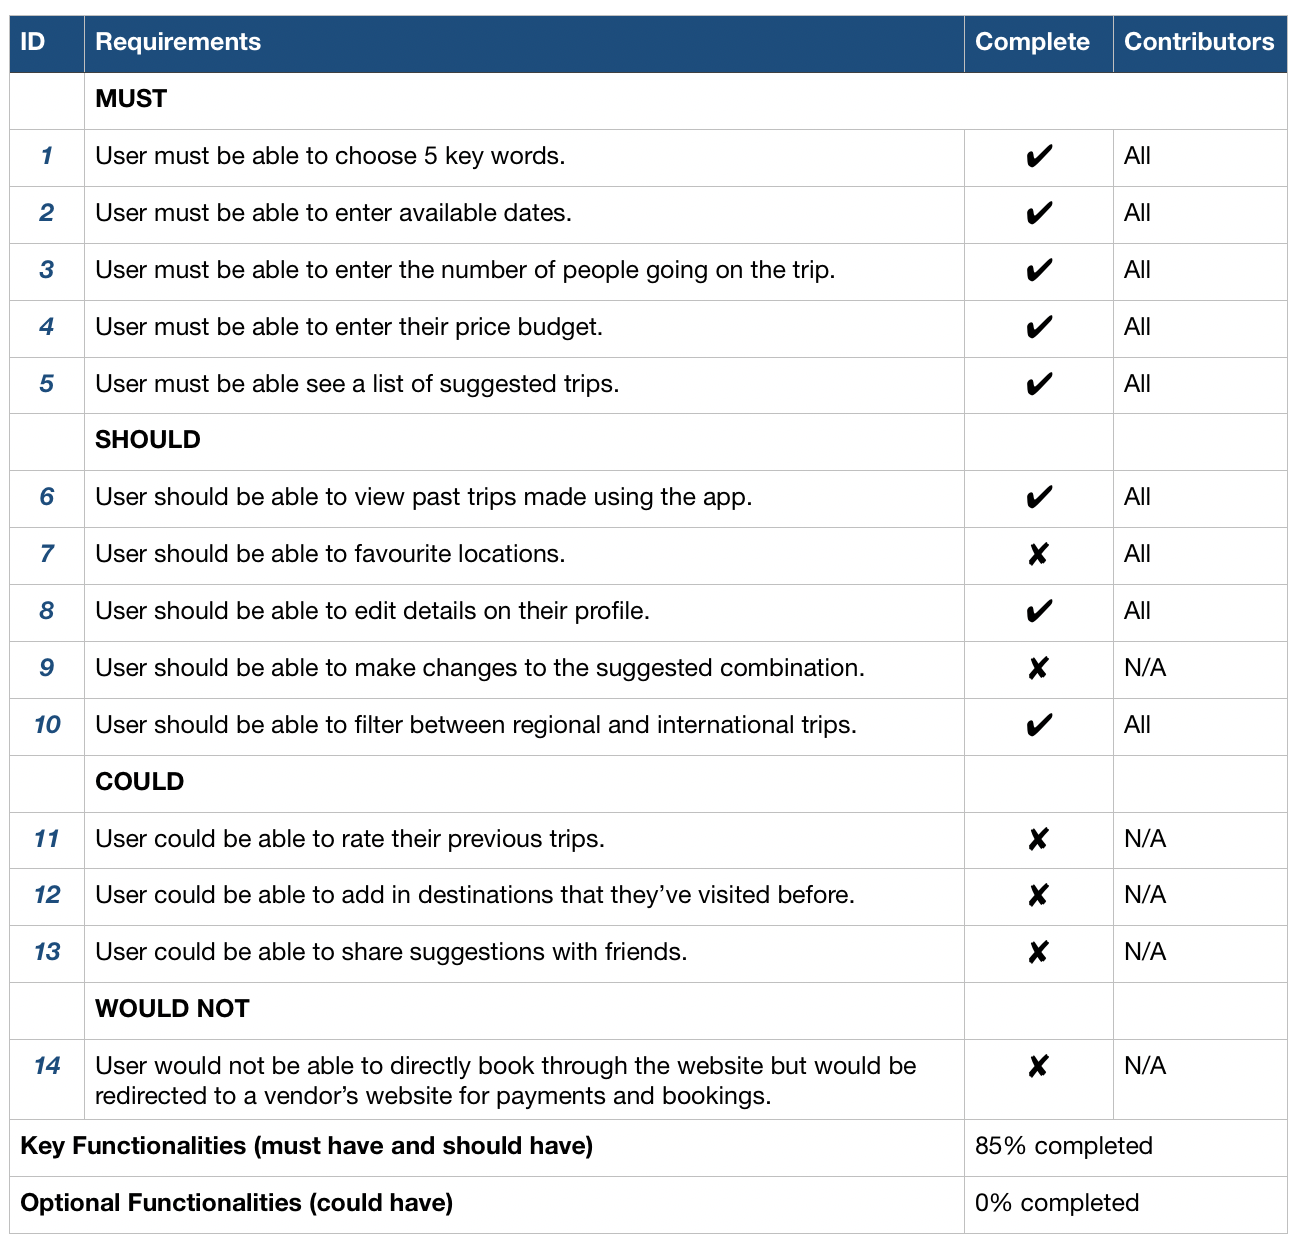 ID Requirements Complete Contributors
MUST
1 User must be able to choose 5 key words. ✔ All
2 User must be able to enter available dates. ✔ All
3 User must be able to enter the number of people going on the trip. ✔ All
4 User must be able to enter their price budget. ✔ All
5 User must be able see a list of suggested trips. ✔ All
SHOULD
6 User should be able to view past trips made using the app. ✔ All
7 User should be able to favourite locations. ✘ All
8 User should be able to edit details on their profile. ✔ All
9 User should be able to make changes to the suggested combination. ✘ N/A
10 User should be able to filter between regional and international trips. ✔ All
COULD
11 User could be able to rate their previous trips. ✘ N/A
12 User could be able to add in destinations that they’ve visited before. ✘ N/A
13 User could be able to share suggestions with friends. ✘ N/A
WOULD NOT
14 User would not be able to directly book through the website but would be ✘ N/A
redirected to a vendor’s website for payments and bookings.
Key Functionalities (must have and should have) 85% completed
Optional Functionalities (could have) 0% completed